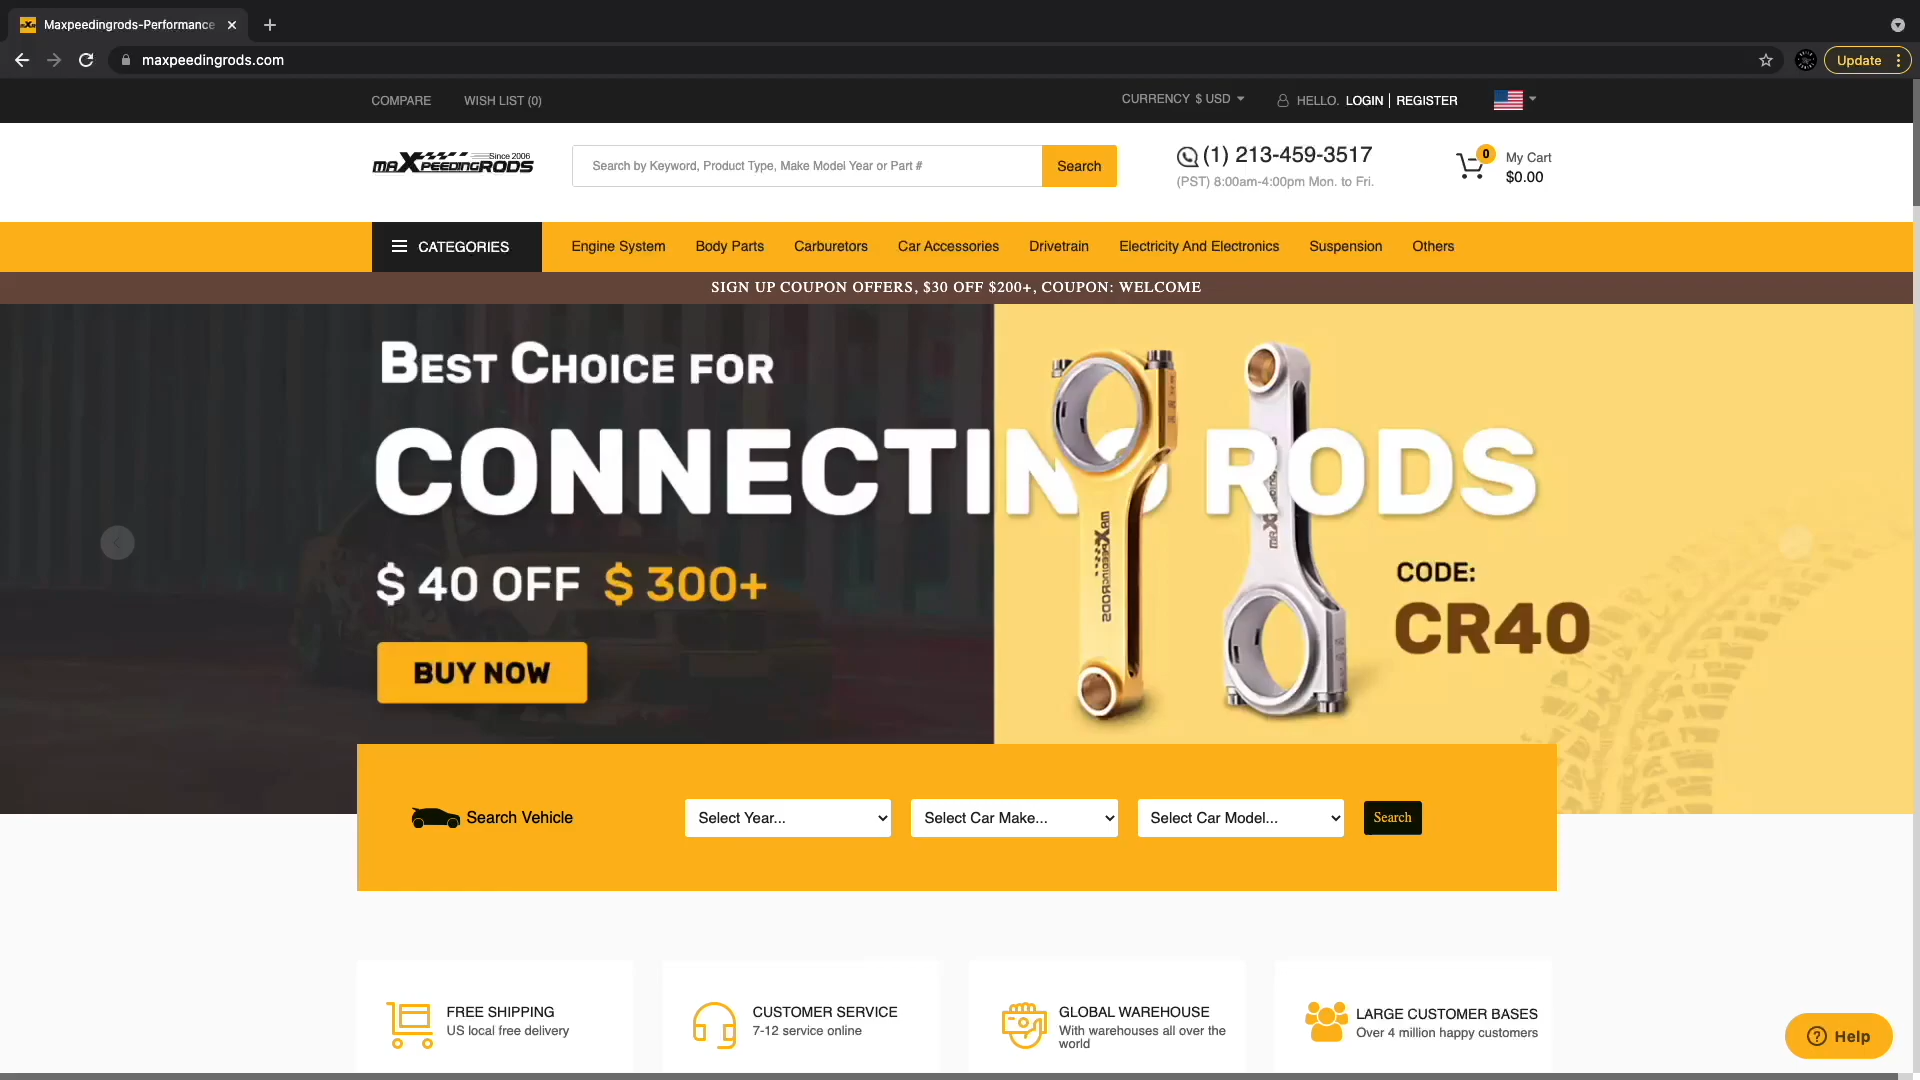 Maxpeedingrods-Performance
maxpeedingrods.com
Update
COMPARE
WISH LIST (0)
CURRENCY $ USD
HELLO. LOGIN | REGISTER
Since 2006
maXpeedingRODS
Search by Keyword, Product Type, Make Model Year or Part #
Search
(1) 213-459-3517
(PST) 8:00am-4:00pm Mon. to Fri.
0
My Cart
$0.00
CATEGORIES
Engine System
Body Parts
Carburetors
Car Accessories
Drivetrain
Electricity And Electronics
Suspension
Others
SIGN UP COUPON OFFERS, $30 OFF $200+, COUPON: WELCOME
BEST CHOICE FOR
CONNECTING RODS
$ 40 OFF $ 300+
BUY NOW
maXpeedingRODS
CODE:
CR40
Search Vehicle
Select Year...
Select Car Make...
Select Car Model...
Search
FREE SHIPPING
US local free delivery
CUSTOMER SERVICE
7-12 service online
GLOBAL WAREHOUSE
With warehouses all over the
world
LARGE CUSTOMER BASES
Over 4 million happy customers
Help